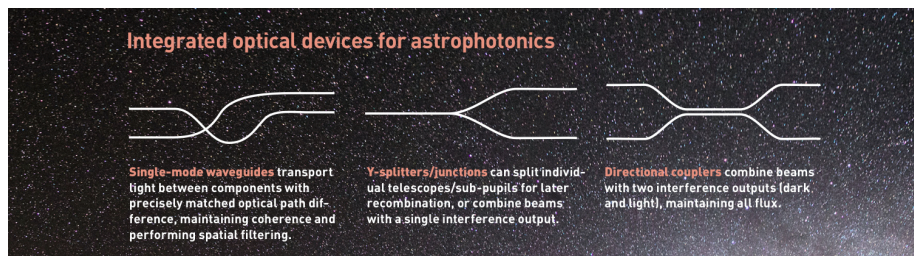 Integrated optical devices for astrophotonics
Single-mode waveguides transport
light between components with
precisely matched optical path dif-
ference, maintaining coherence and
performing spatial filtering.
Y-splitters/junctions can split individ-
ual telescopes/sub-pupils for later
recombination, or combine beams
with a single interference output.
Directional couplers combine beams
with two interference outputs (dark
and light), maintaining all flux.